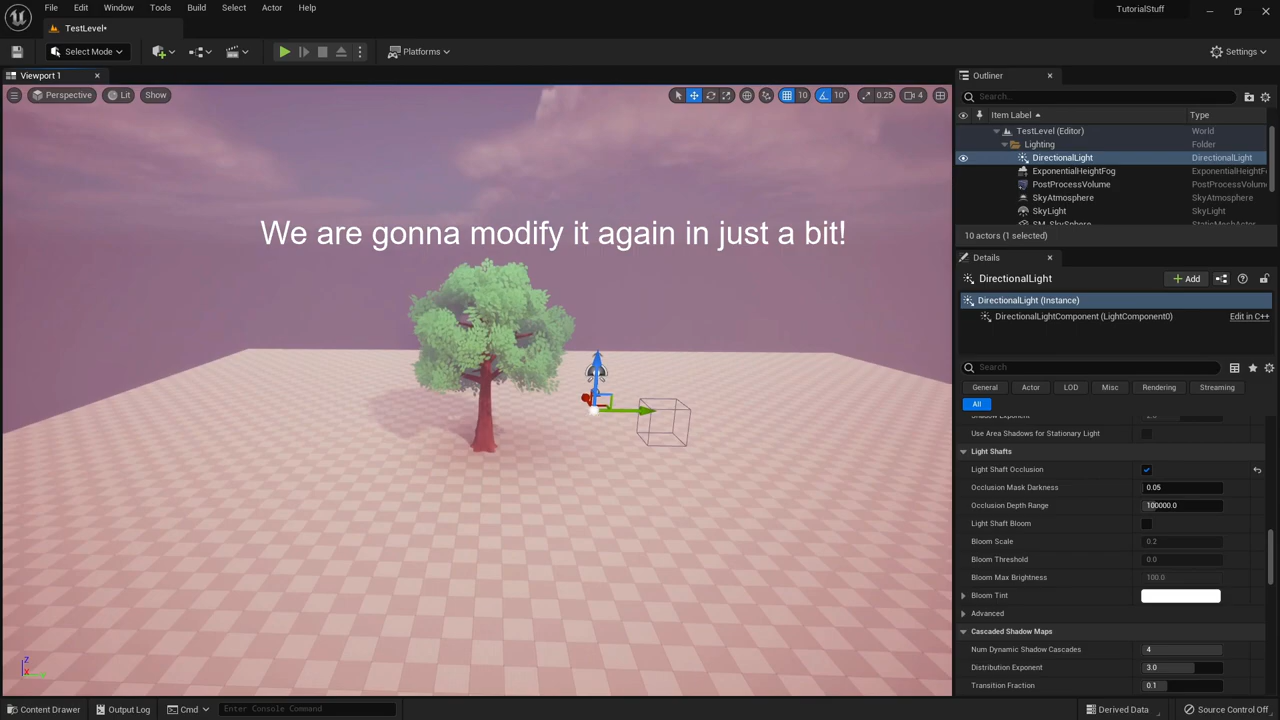 File Edit Window Tools Build Select Actor Help
TutorialStuff
TestLevel•
Select Mode
Platforms
Settings
Viewport 1
Perspective Lit Show
10 10° 0.25 4
We are gonna modify it again in just a bit!
Z
X
Outliner
Search...
Item Label Type
TestLevel (Editor) World
Lighting Folder
DirectionalLight DirectionalLight
ExponentialHeightFog ExponentialHeightF
PostProcessVolume PostProcessVolum
SkyAtmosphere SkyAtmosphere
SkyLight SkyLight
SM_SkySphere StaticMeshActor
10 actors (1 selected)
Details
DirectionalLight
Add
DirectionalLight (Instance)
DirectionalLightComponent (LightComponent0) Edit in C++
Search
General Actor LOD Misc Rendering Streaming
All
Shadow Exponent 2.0
Use Area Shadows for Stationary Light
Light Shafts
Light Shaft Occlusion
Occlusion Mask Darkness 0.05
Occlusion Depth Range 100000.0
Light Shaft Bloom
Bloom Scale 0.2
Bloom Threshold 0.0
Bloom Max Brightness 100.0
Bloom Tint
Advanced
Cascaded Shadow Maps
Num Dynamic Shadow Cascades 4
Distribution Exponent 3.0
Transition Fraction 0.1
Content Drawer Output Log Cmd Enter Console Command
Derived Data Source Control Off